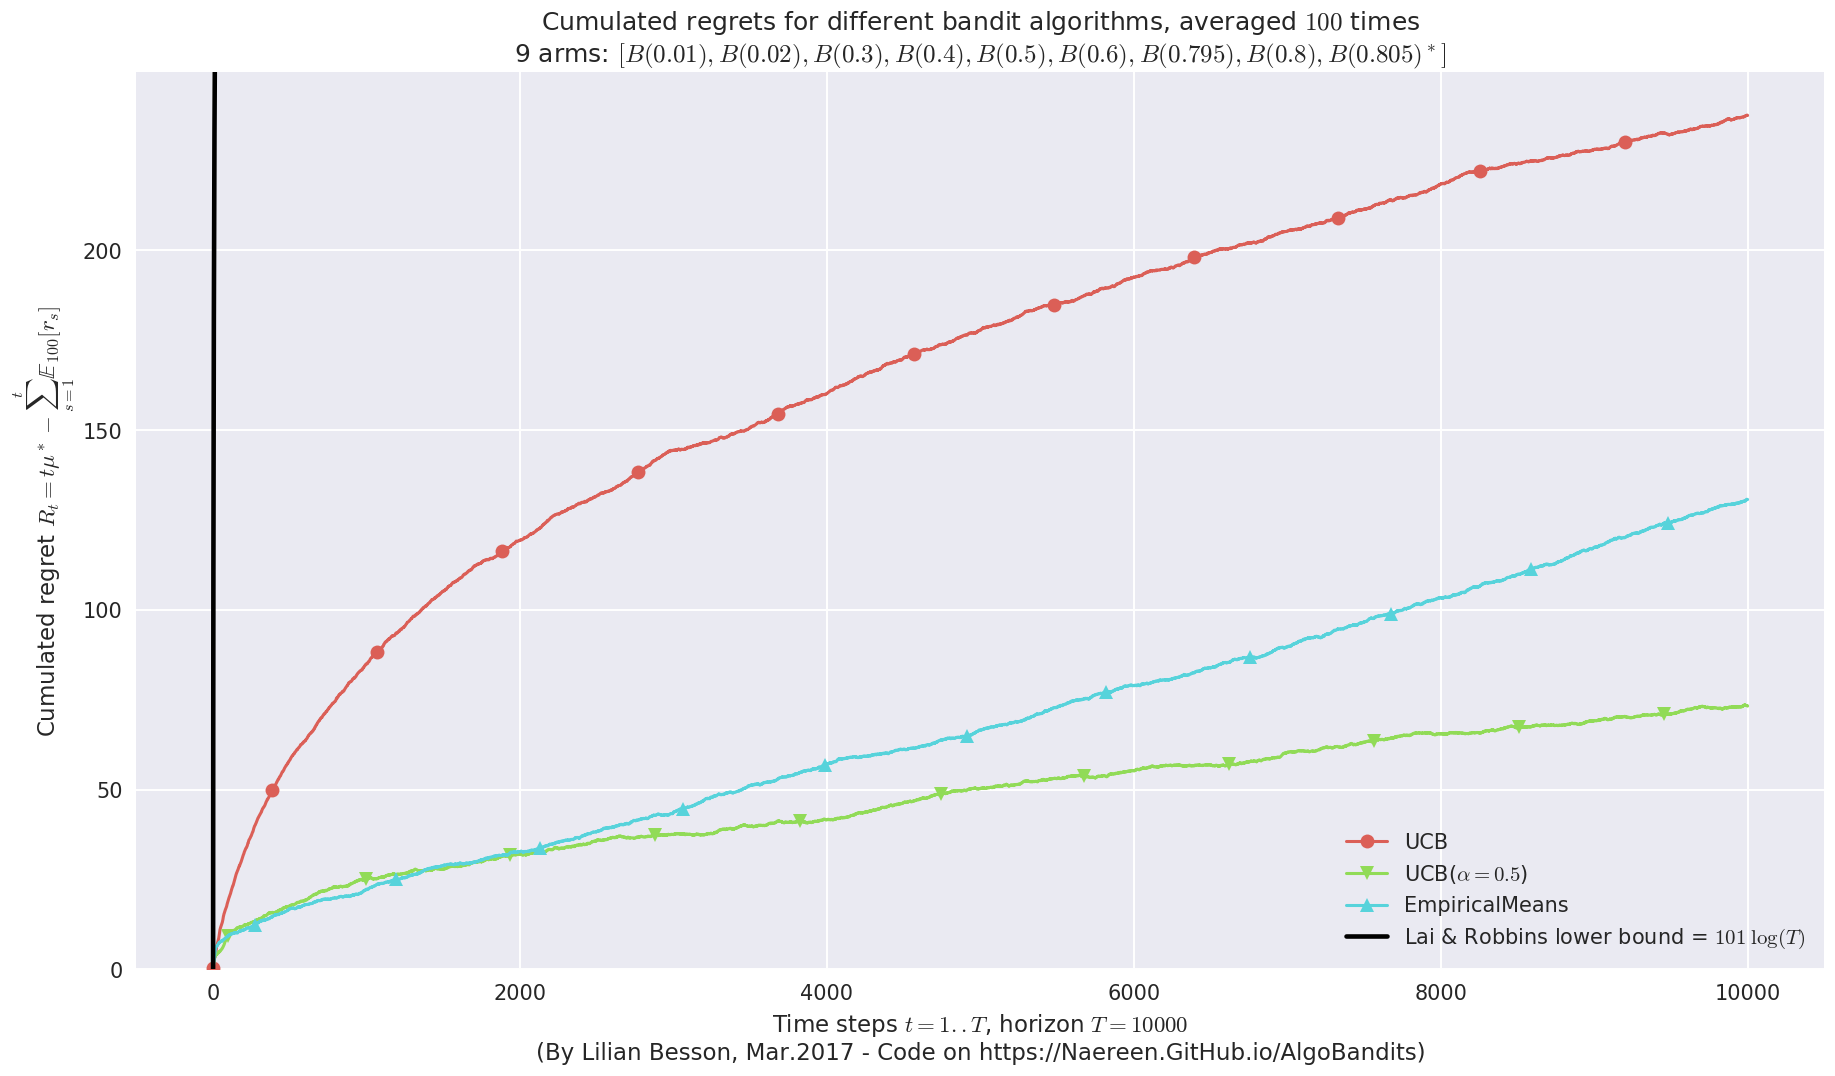 Cumulated regrets for different bandit algorithms, averaged 100 times
9 arms: [B(0.01), B(0.02), B(0.3), B(0.4), B(0.5), B(0.6), B(0.795), B(0.8), B(0.805)*]
Cumulated regret R_t = tμ* − ∑_{s=1}^{t} 𝔼_{100}[r_s]
200
150
100
50
0
UCB
UCB(α = 0.5)
EmpiricalMeans
Lai & Robbins lower bound = 101 log(T)
0 2000 4000 6000 8000 10000
Time steps t = 1..T, horizon T = 10000
(By Lilian Besson, Mar.2017 - Code on https://Naereen.GitHub.io/AlgoBandits)